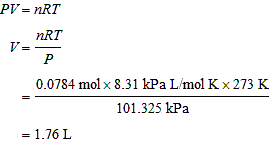 PV = nRT
V = nRT / P
= 0.0784 mol × 8.31 kPa L/mol K × 273 K / 101.325 kPa
= 1.76 L